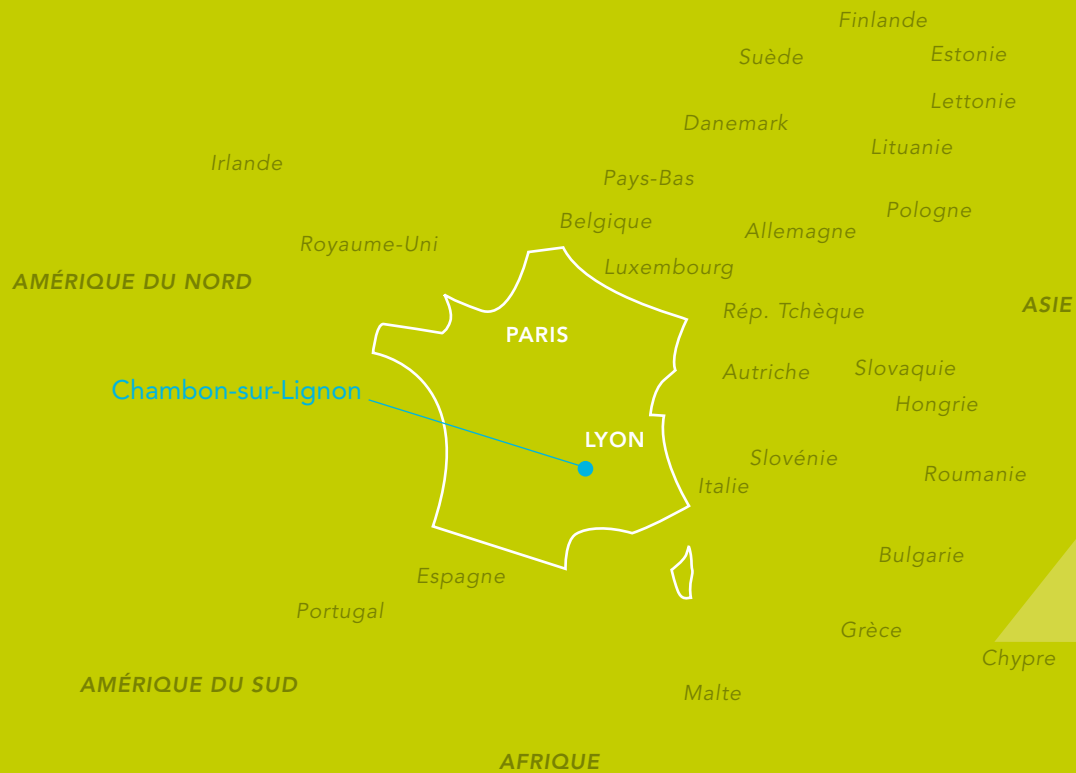 Finlande
Suède
Estonie
Lettonie
Danemark
Lituanie
Irlande
Pays-Bas
Pologne
Belgique
Allemagne
Royaume-Uni
Luxembourg
AMÉRIQUE DU NORD
ASIE
Rép. Tchèque
PARIS
Autriche
Slovaquie
Chambon-sur-Lignon
Hongrie
LYON
Slovénie
Roumanie
Italie
Bulgarie
Espagne
Portugal
Grèce
Chypre
AMÉRIQUE DU SUD
Malte
AFRIQUE